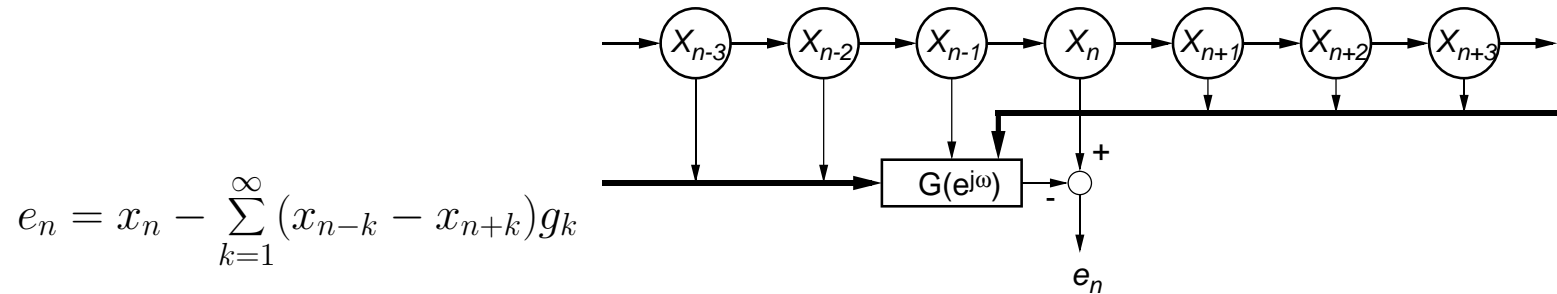 X_{n-3} X_{n-2} X_{n-1} X_n X_{n+1} X_{n+2} X_{n+3}
+
G(e^{jω})
-
e_n = x_n - \sum_{k=1}^{∞} (x_{n-k} - x_{n+k}) g_k
e_n